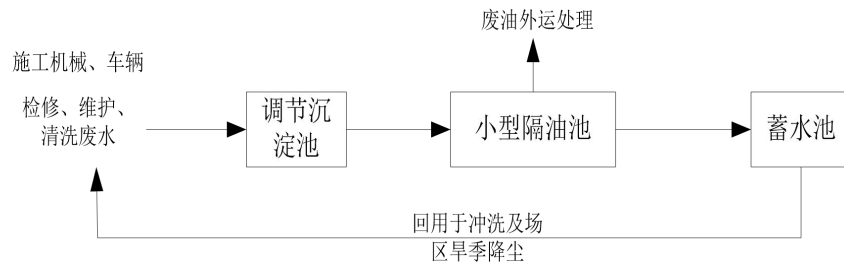 废油外运处理
施工机械、车辆
检修、维护、
清洗废水
调节沉
淀池
小型隔油池
蓄水池
回用于冲洗及场
区旱季降尘